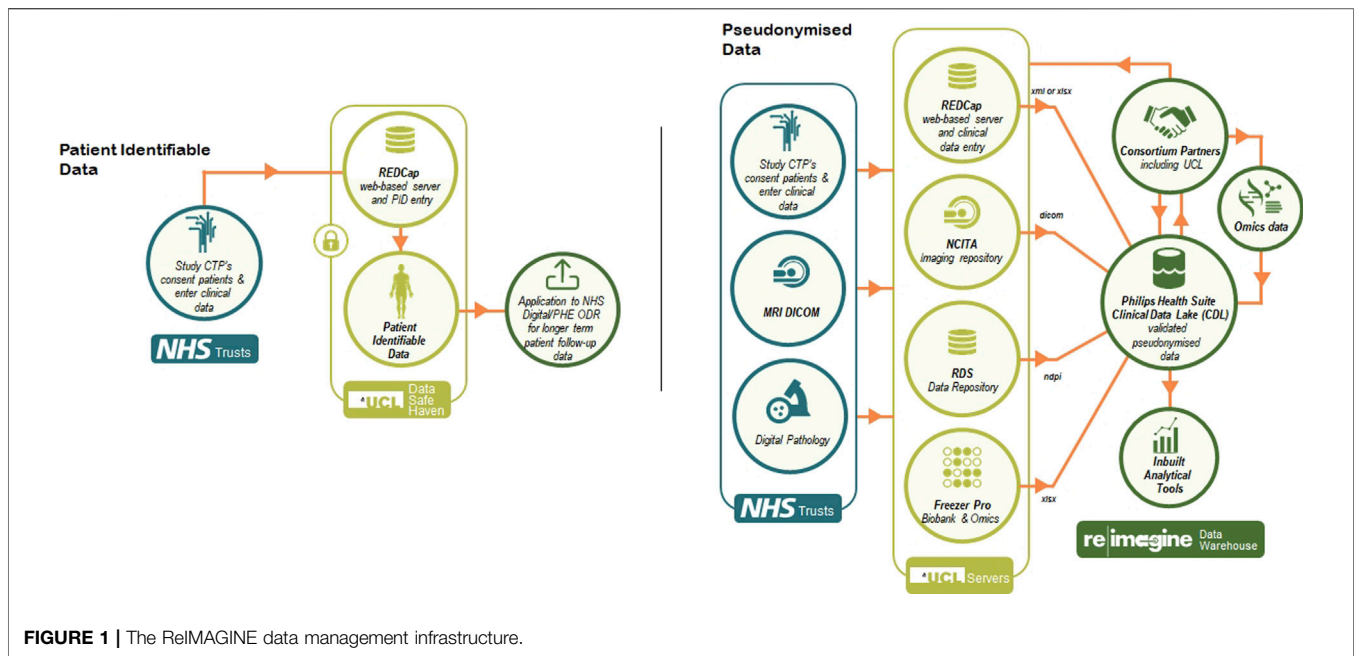 Patient Identifiable
Data
Study CTP's
consent patients &
enter clinical
data
NHS Trusts
REDCap
web-based server
and PID entry
Patient
Identifiable
Data
UCL Data
Safe
Haven
Application to NHS
Digital/PHE ODR
for longer term
patient follow-up
data
Pseudonymised
Data
Study CTP's
consent patients &
enter clinical
data
MRI DICOM
Digital Pathology
NHS Trusts
REDCap
web-based server
and clinical
data entry
NCITA
imaging repository
RDS
Data Repository
Freezer Pro
Biobank & Omics
UCL Servers
xml or xlsx
dicom
ndpi
xlsx
Consortium Partners
including UCL
Omics data
Philips Health Suite
Clinical Data Lake (CDL)
validated
pseudonymised
data
Inbuilt
Analytical
Tools
re|imagine Data
Warehouse
FIGURE 1 | The ReIMAGINE data management infrastructure.